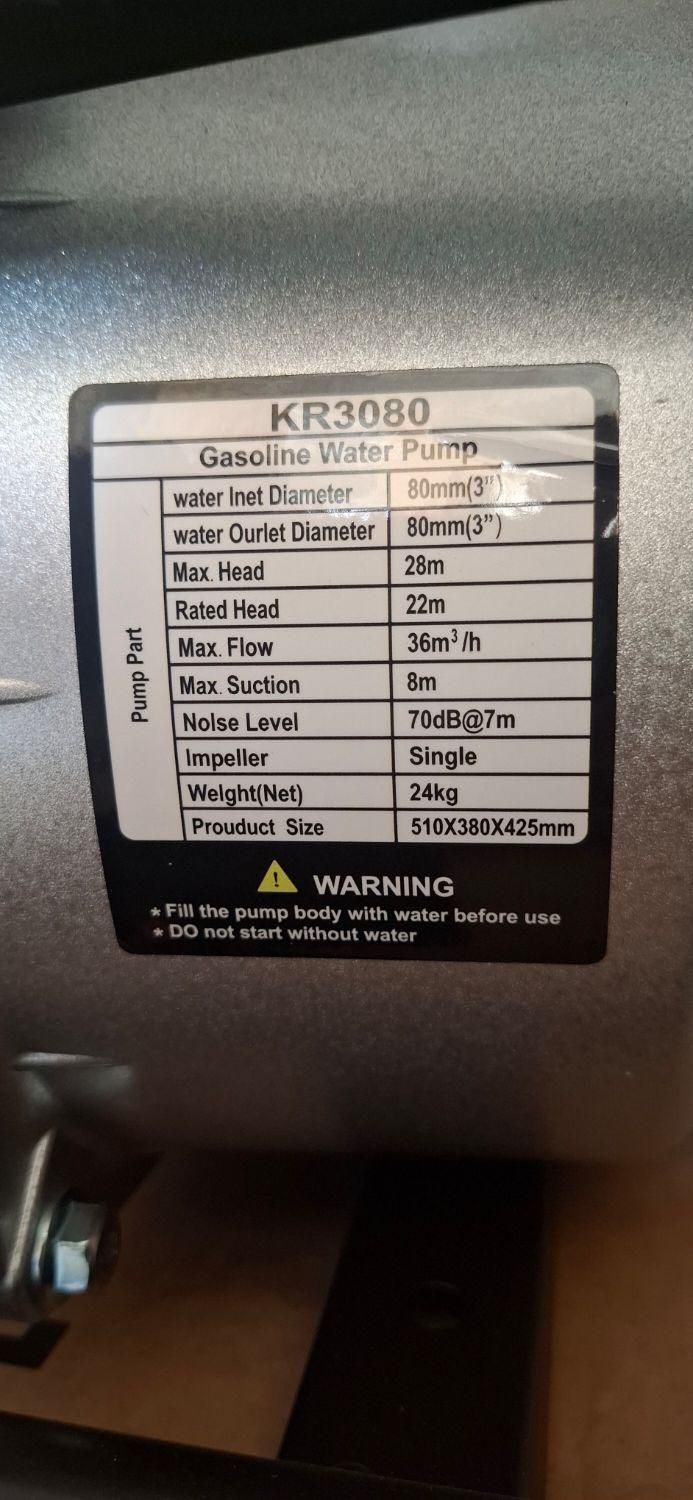 KR3080
Gasoline Water Pump
Pump Part
water Inet Diameter 80mm(3")
water Ourlet Diameter 80mm(3")
Max. Head 28m
Rated Head 22m
Max. Flow 36m³/h
Max. Suction 8m
Nolse Level 70dB@7m
Impeller Single
Welght(Net) 24kg
Prouduct Size 510X380X425mm
! WARNING
* Fill the pump body with water before use
* DO not start without water